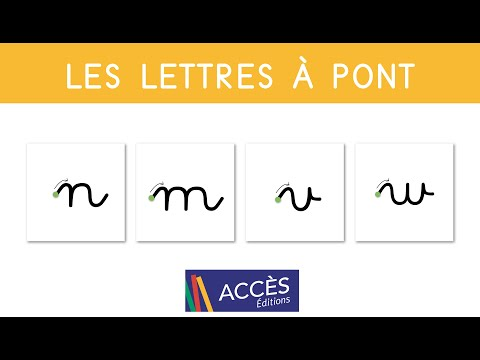 LES LETTRES À PONT
n m v w
ACCÈS
Éditions